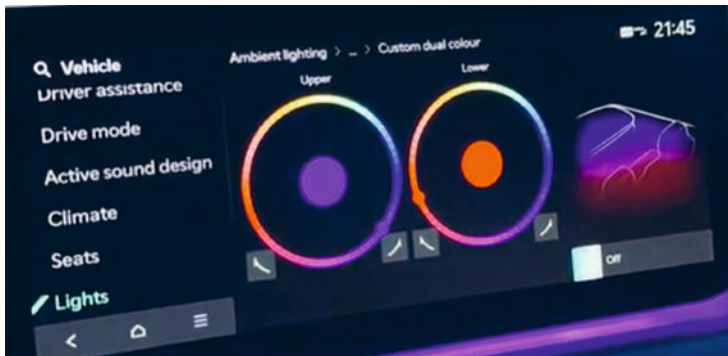 21:45
Vehicle
Ambient lighting > ... > Custom dual colour
Driver assistance
Upper
Lower
Drive mode
Active sound design
Climate
Seats
Off
Lights